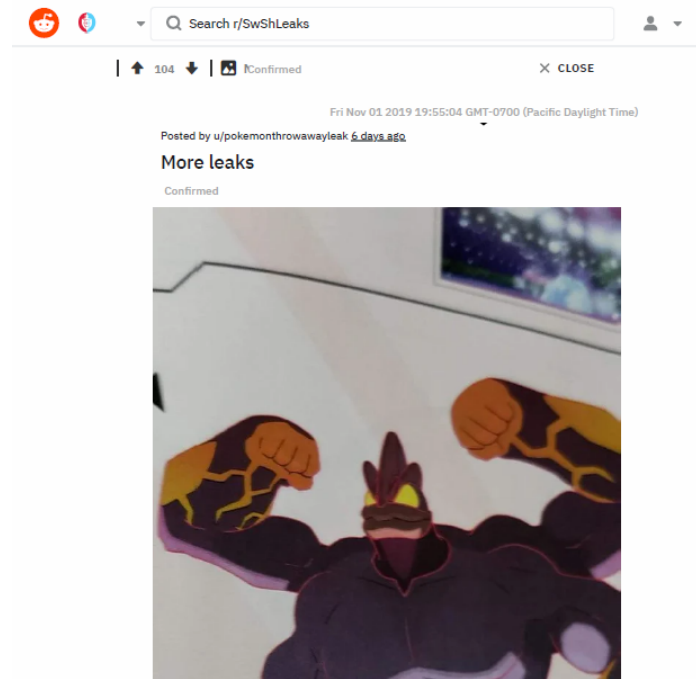 Search r/SwShLeaks
104
Confirmed
CLOSE
Fri Nov 01 2019 19:55:04 GMT-0700 (Pacific Daylight Time)
Posted by u/pokemonthrowawayleak 6 days ago
More leaks
Confirmed